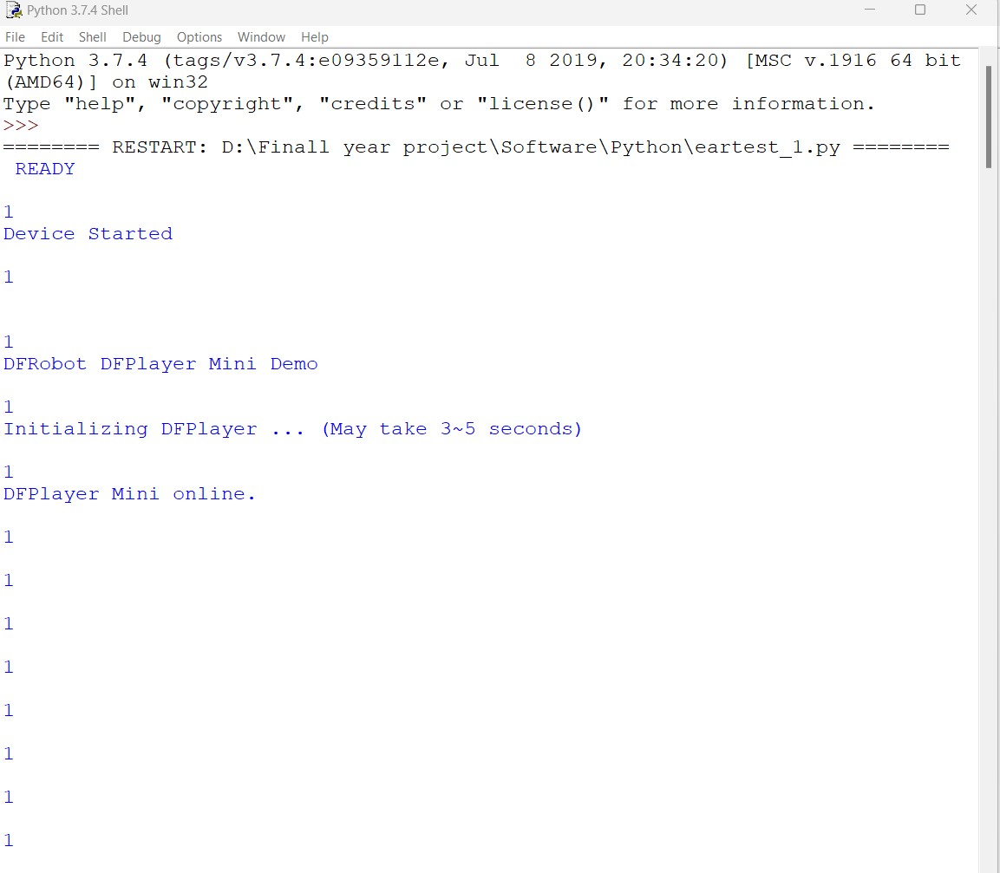 Python 3.7.4 Shell
File Edit Shell Debug Options Window Help
Python 3.7.4 (tags/v3.7.4:e09359112e, Jul  8 2019, 20:34:20) [MSC v.1916 64 bit
(AMD64)] on win32
Type "help", "copyright", "credits" or "license()" for more information.
>>>
======== RESTART: D:\Finall year project\Software\Python\eartest_1.py ========
 READY
1
Device Started
1
1
DFRobot DFPlayer Mini Demo
1
Initializing DFPlayer ... (May take 3~5 seconds)
1
DFPlayer Mini online.
1
1
1
1
1
1
1
1